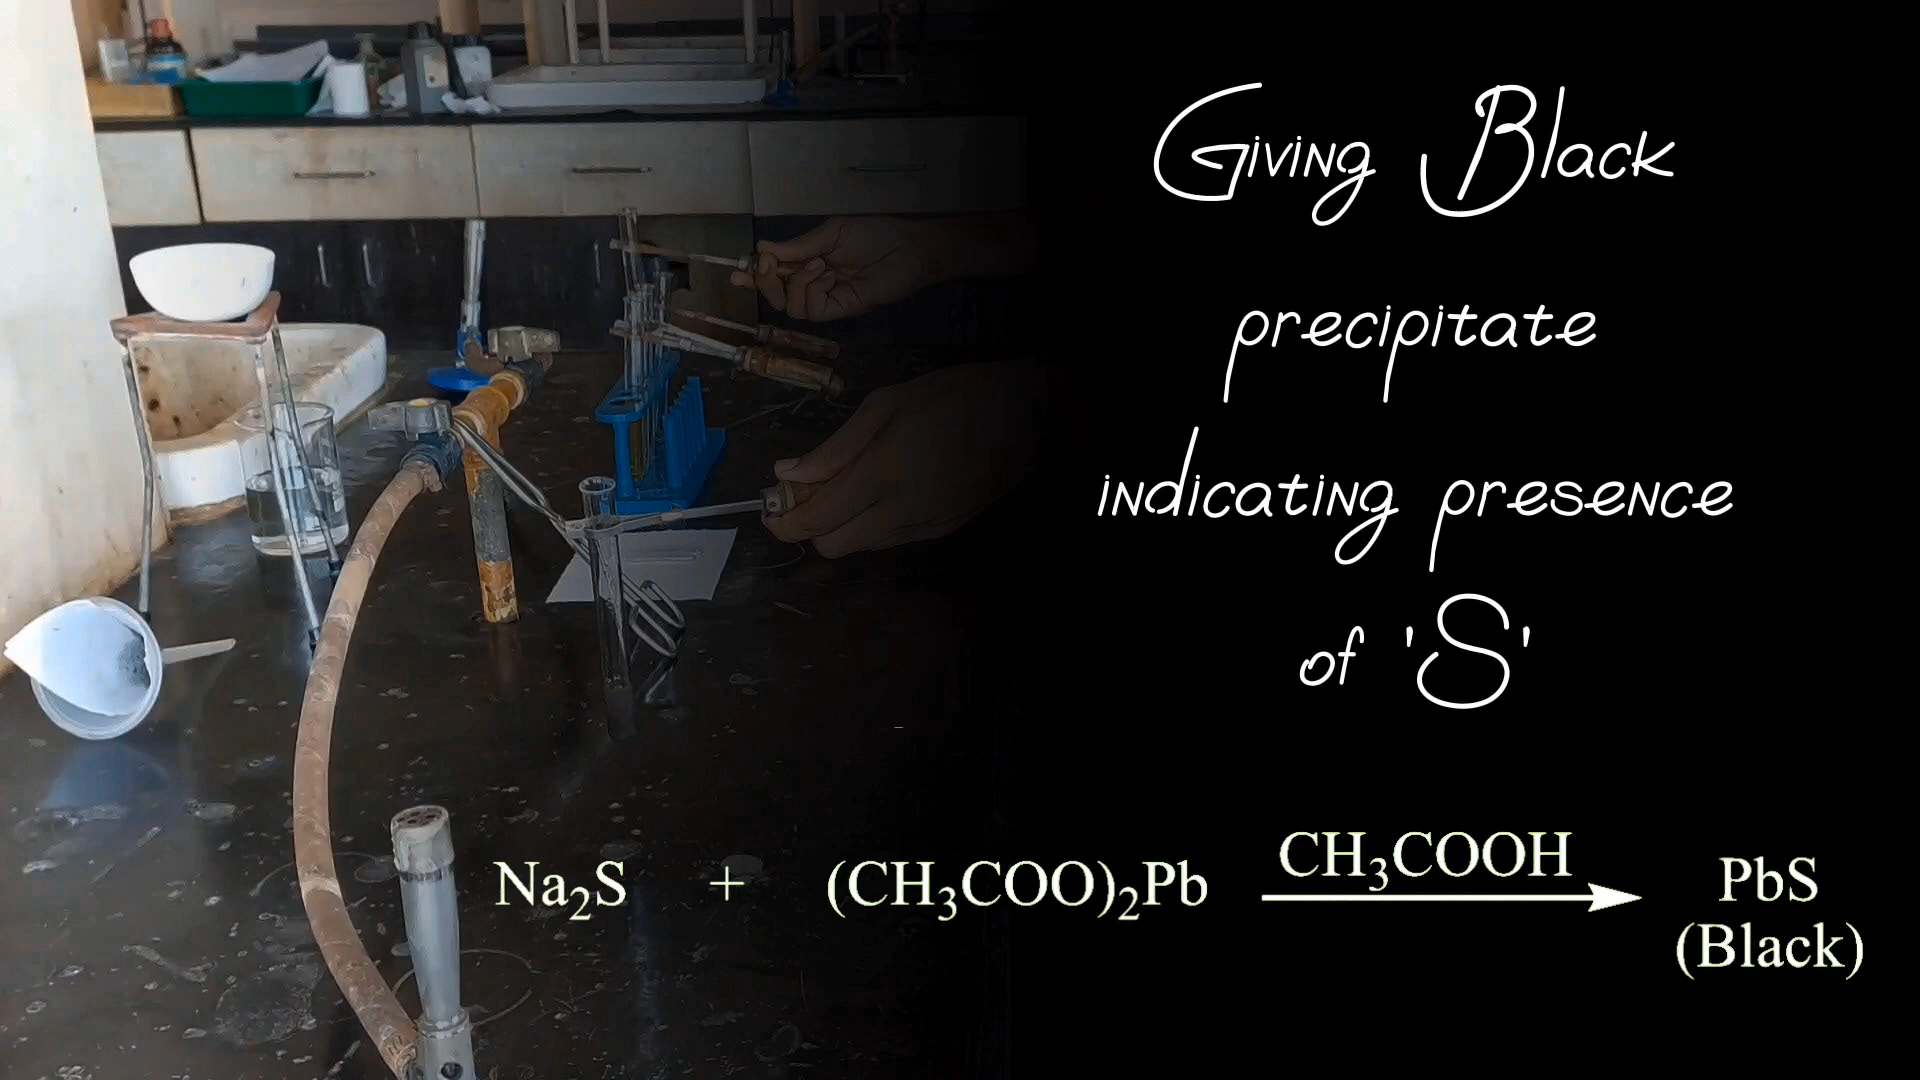 Giving Black
precipitate
indicating presence
of 'S'
Na₂S + (CH₃COO)₂Pb CH₃COOH PbS
(Black)